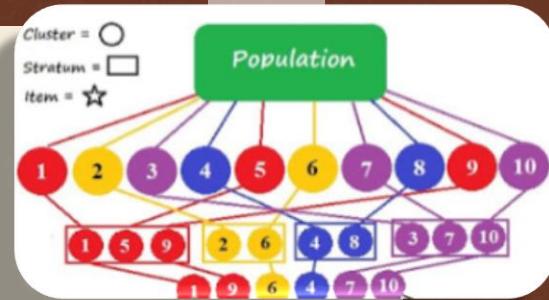 Cluster =
Population
Stratum =
Item =
1 2 3 4 5 6 7 8 9 10
1 5 9 2 6 4 8 3 7 10
1 9 6 4 7 10